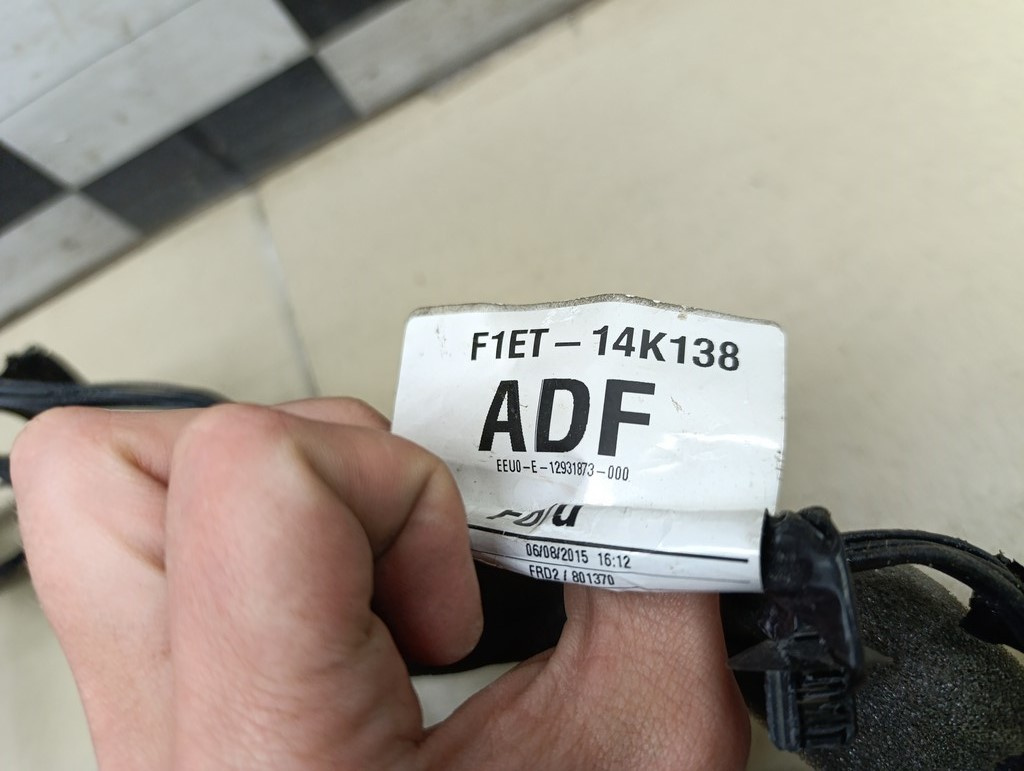 F1ET-14K138
ADF
EEU0-E-12931873-000
06/08/2015 16:12
FRD2 / 801370